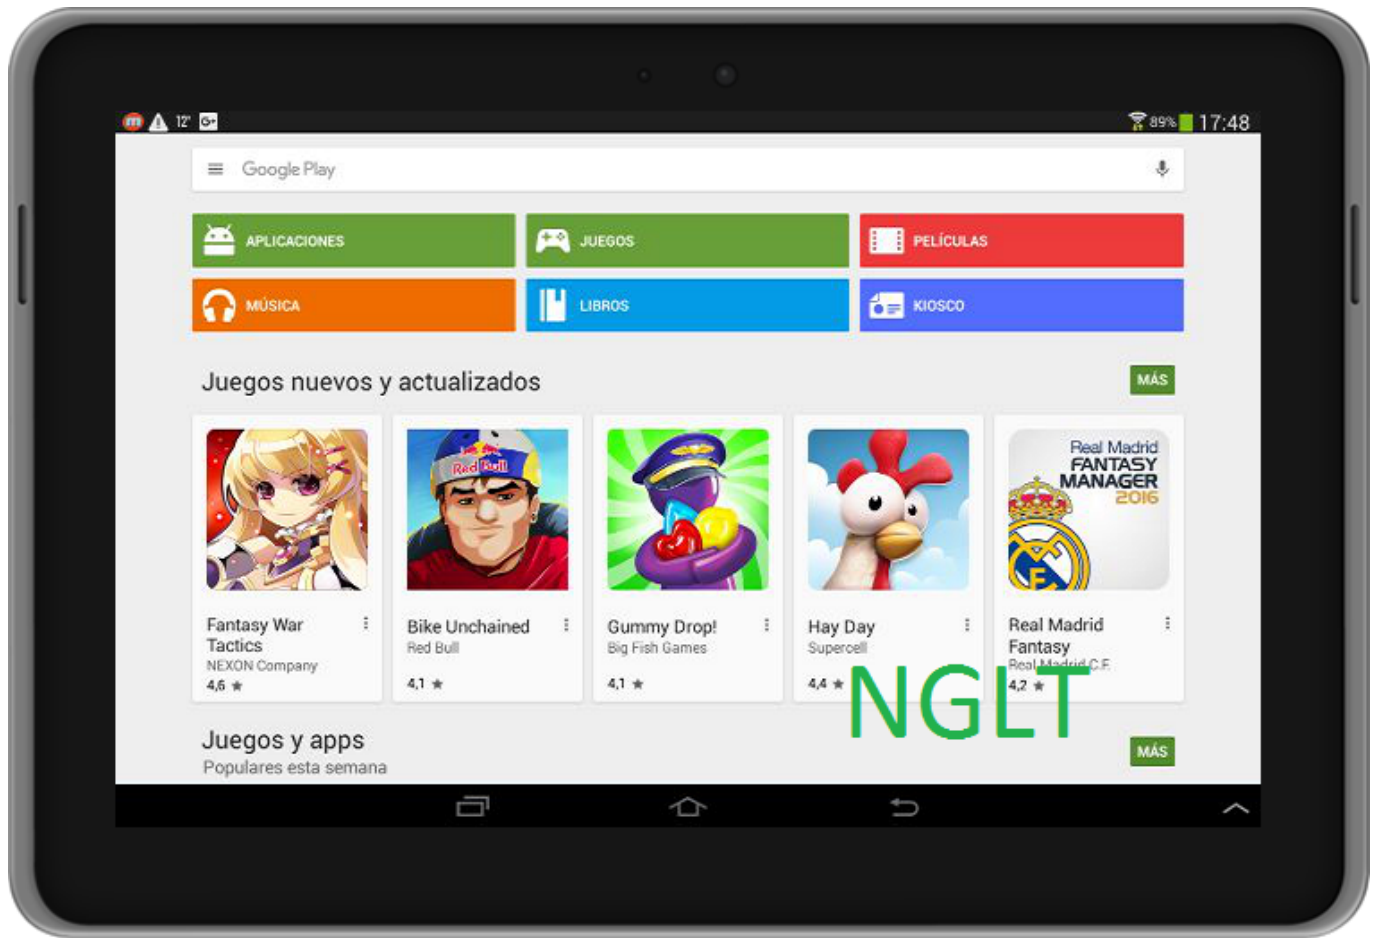 12°
89%
17:48
Google Play
APLICACIONES
JUEGOS
PELÍCULAS
MÚSICA
LIBROS
KIOSCO
Juegos nuevos y actualizados
MÁS
Red Bull
Real Madrid
FANTASY
MANAGER
2016
Fantasy War
Tactics
NEXON Company
4,6 ★
Bike Unchained
Red Bull
4,1 ★
Gummy Drop!
Big Fish Games
4,1 ★
Hay Day
Supercell
4,4 ★
Real Madrid
Fantasy
Real Madrid C.F.
4,2 ★
NGLT
Juegos y apps
Populares esta semana
MÁS